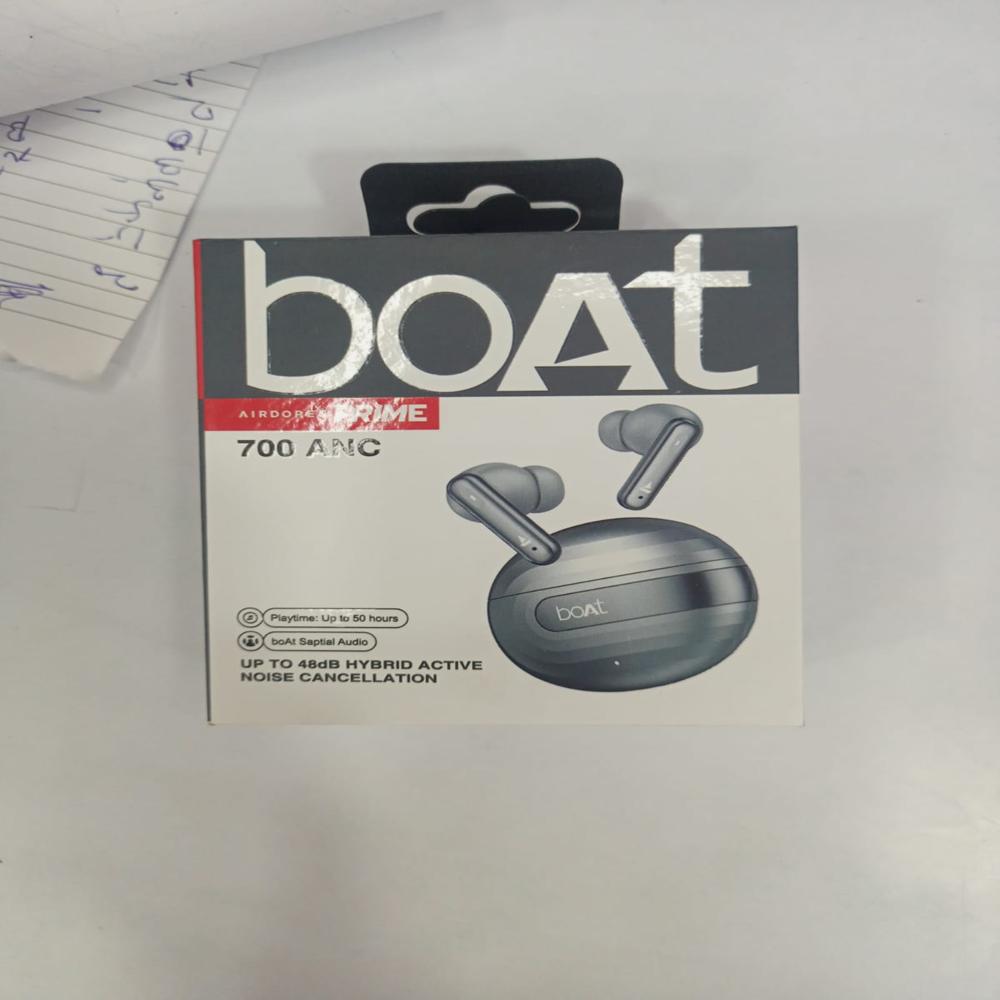 boAt
AIRDOPES PRIME
700 ANC
boAt
Playtime: Up to 50 hours
boAt Saptial Audio
UP TO 48dB HYBRID ACTIVE
NOISE CANCELLATION